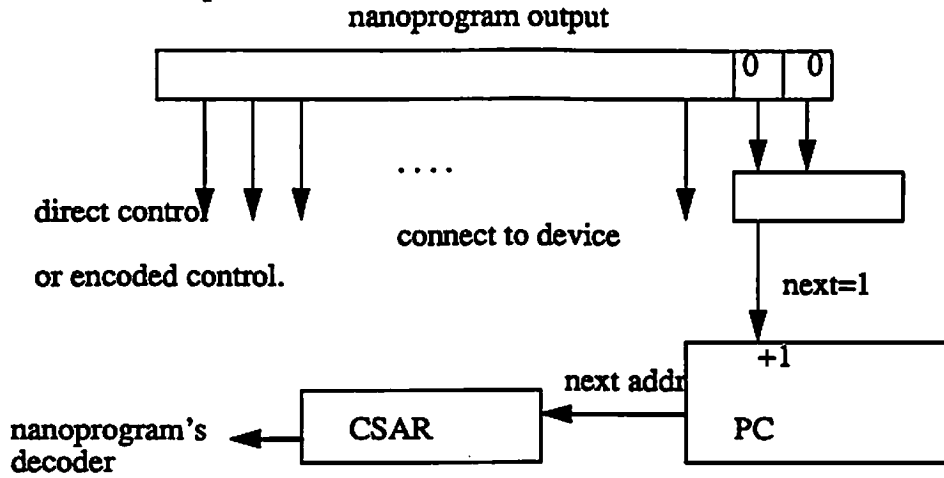 nanoprogram output
0 0
....
direct control
connect to device
or encoded control.
next=1
+1
next addr
CSAR
PC
nanoprogram's
decoder